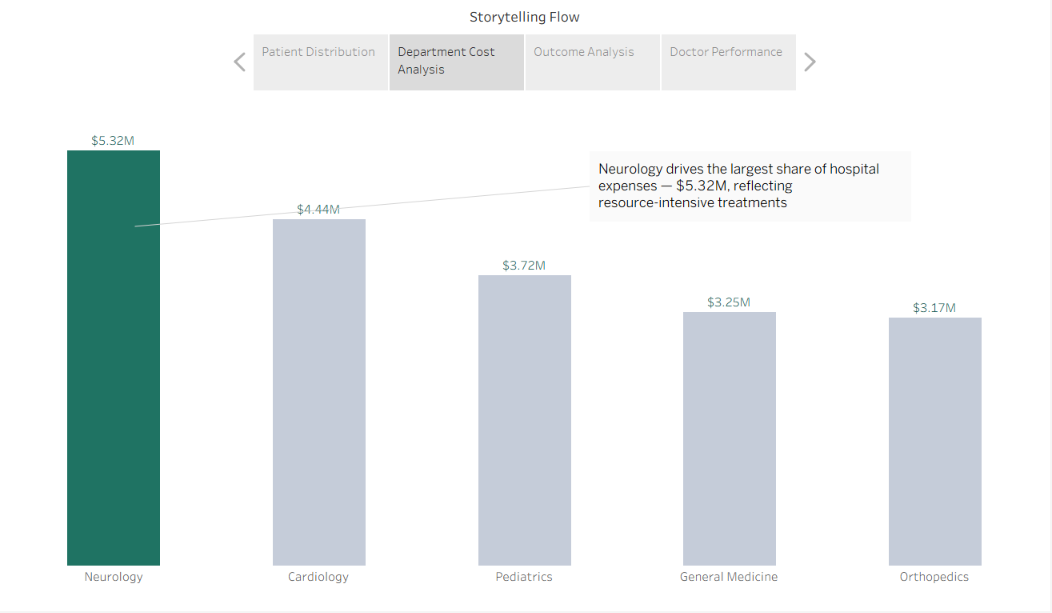 Storytelling Flow
Patient Distribution
Department Cost
Analysis
Outcome Analysis
Doctor Performance
$5.32M
Neurology drives the largest share of hospital
expenses — $5.32M, reflecting
resource-intensive treatments
$4.44M
$3.72M
$3.25M
$3.17M
Neurology
Cardiology
Pediatrics
General Medicine
Orthopedics